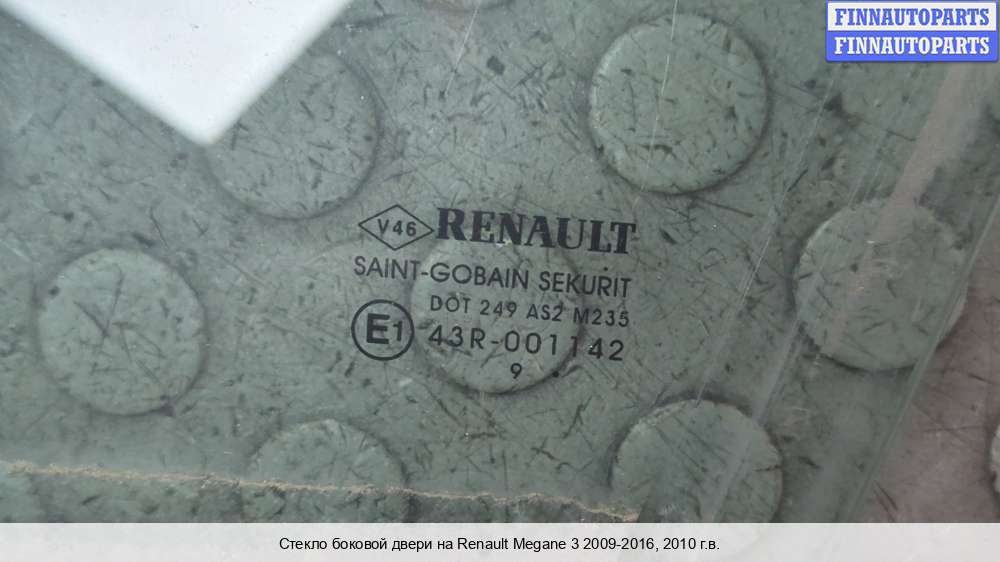 FINNAUTOPARTS
FINNAUTOPARTS
V46 RENAULT
SAINT-GOBAIN SEKURIT
DOT 249 AS2 M235
E1 43R-001142
9 .
Стекло боковой двери на Renault Megane 3 2009-2016, 2010 г.в.